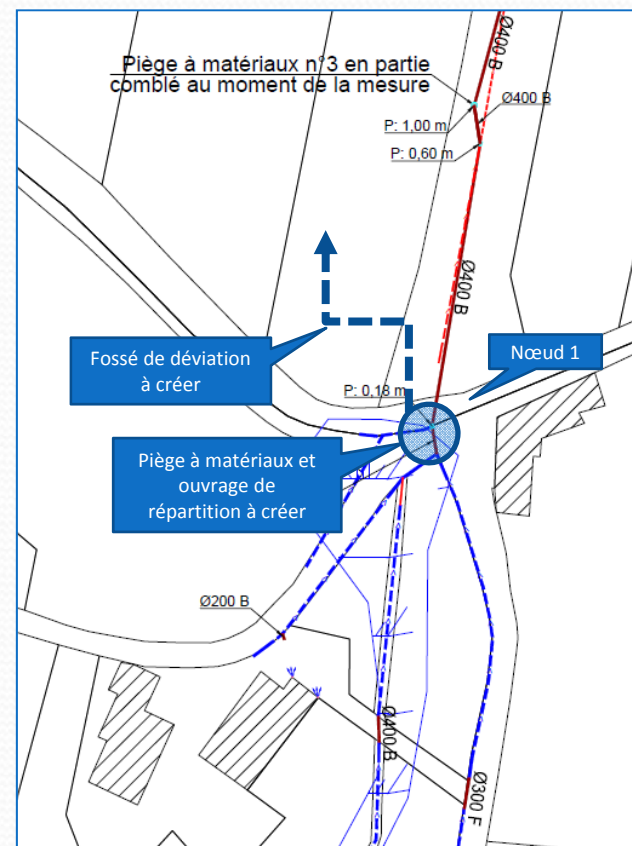 Ø400 B
Piège à matériaux n°3 en partie
comblé au moment de la mesure
Ø400 B
P: 1,00 m
P: 0,60 m
Ø400 B
Fossé de déviation
à créer
Nœud 1
P: 0,18 m
Piège à matériaux et
ouvrage de
répartition à créer
Ø200 B
Ø400 B
Ø300 F